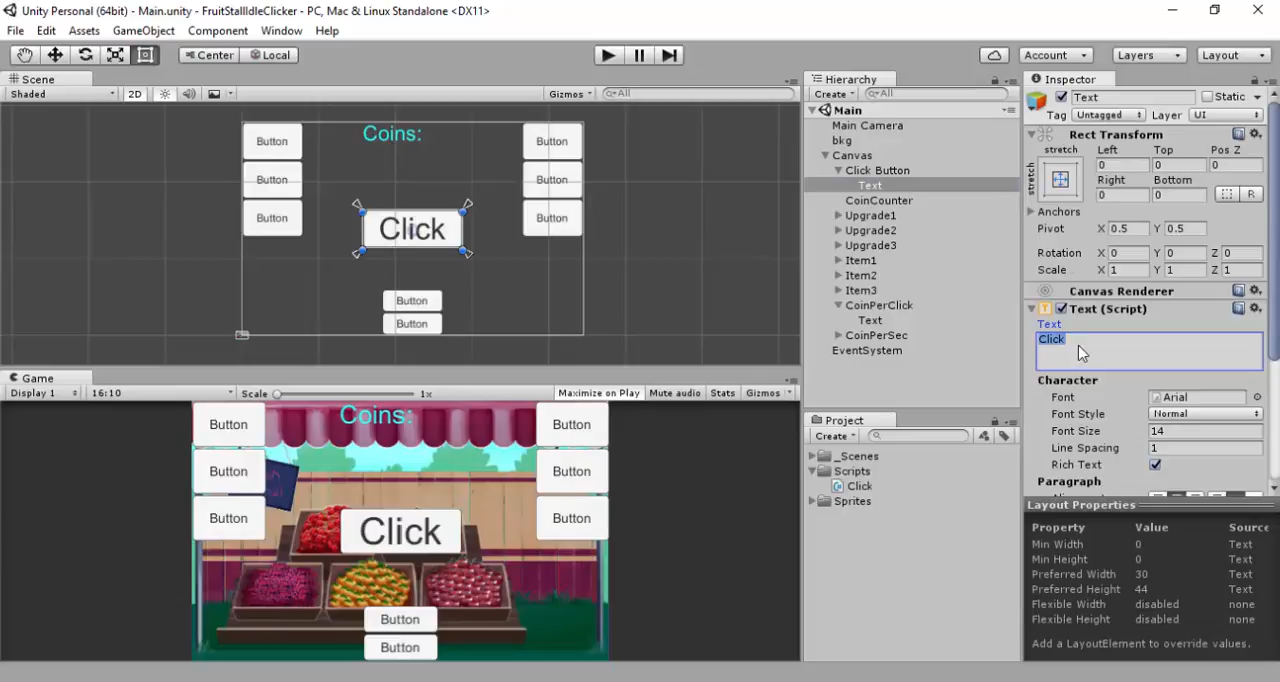 Unity Personal (64bit) - Main.unity - FruitStallIdleClicker - PC, Mac & Linux Standalone <DX11>
File Edit Assets GameObject Component Window Help
Center Local Account Layers Layout
Scene
Shaded 2D Gizmos All
Button
Button
Button
Coins:
Click
Button
Button
Button
Button
Button
Game
Display 1 16:10 Scale 1x Maximize on Play Mute audio Stats Gizmos
Button
Button
Button
Coins:
Click
Button
Button
Button
Button
Button
Hierarchy
Create All
Main
Main Camera
bkg
Canvas
Click Button
Text
CoinCounter
Upgrade1
Upgrade2
Upgrade3
Item1
Item2
Item3
CoinPerClick
Text
CoinPerSec
EventSystem
Project
Create
_Scenes
Scripts
Click
Sprites
Inspector
Text Static
Tag Untagged Layer UI
Rect Transform
stretch Left Top Pos Z
stretch 0 0 0
Right Bottom
0 0 R
Anchors
Pivot X 0.5 Y 0.5
Rotation X 0 Y 0 Z 0
Scale X 1 Y 1 Z 1
Canvas Renderer
Text (Script)
Text
Click
Character
Font Arial
Font Style Normal
Font Size 14
Line Spacing 1
Rich Text
Paragraph
Layout Properties
Property Value Source
Min Width 0 Text
Min Height 0 Text
Preferred Width 30 Text
Preferred Height 44 Text
Flexible Width disabled none
Flexible Height disabled none
Add a LayoutElement to override values.